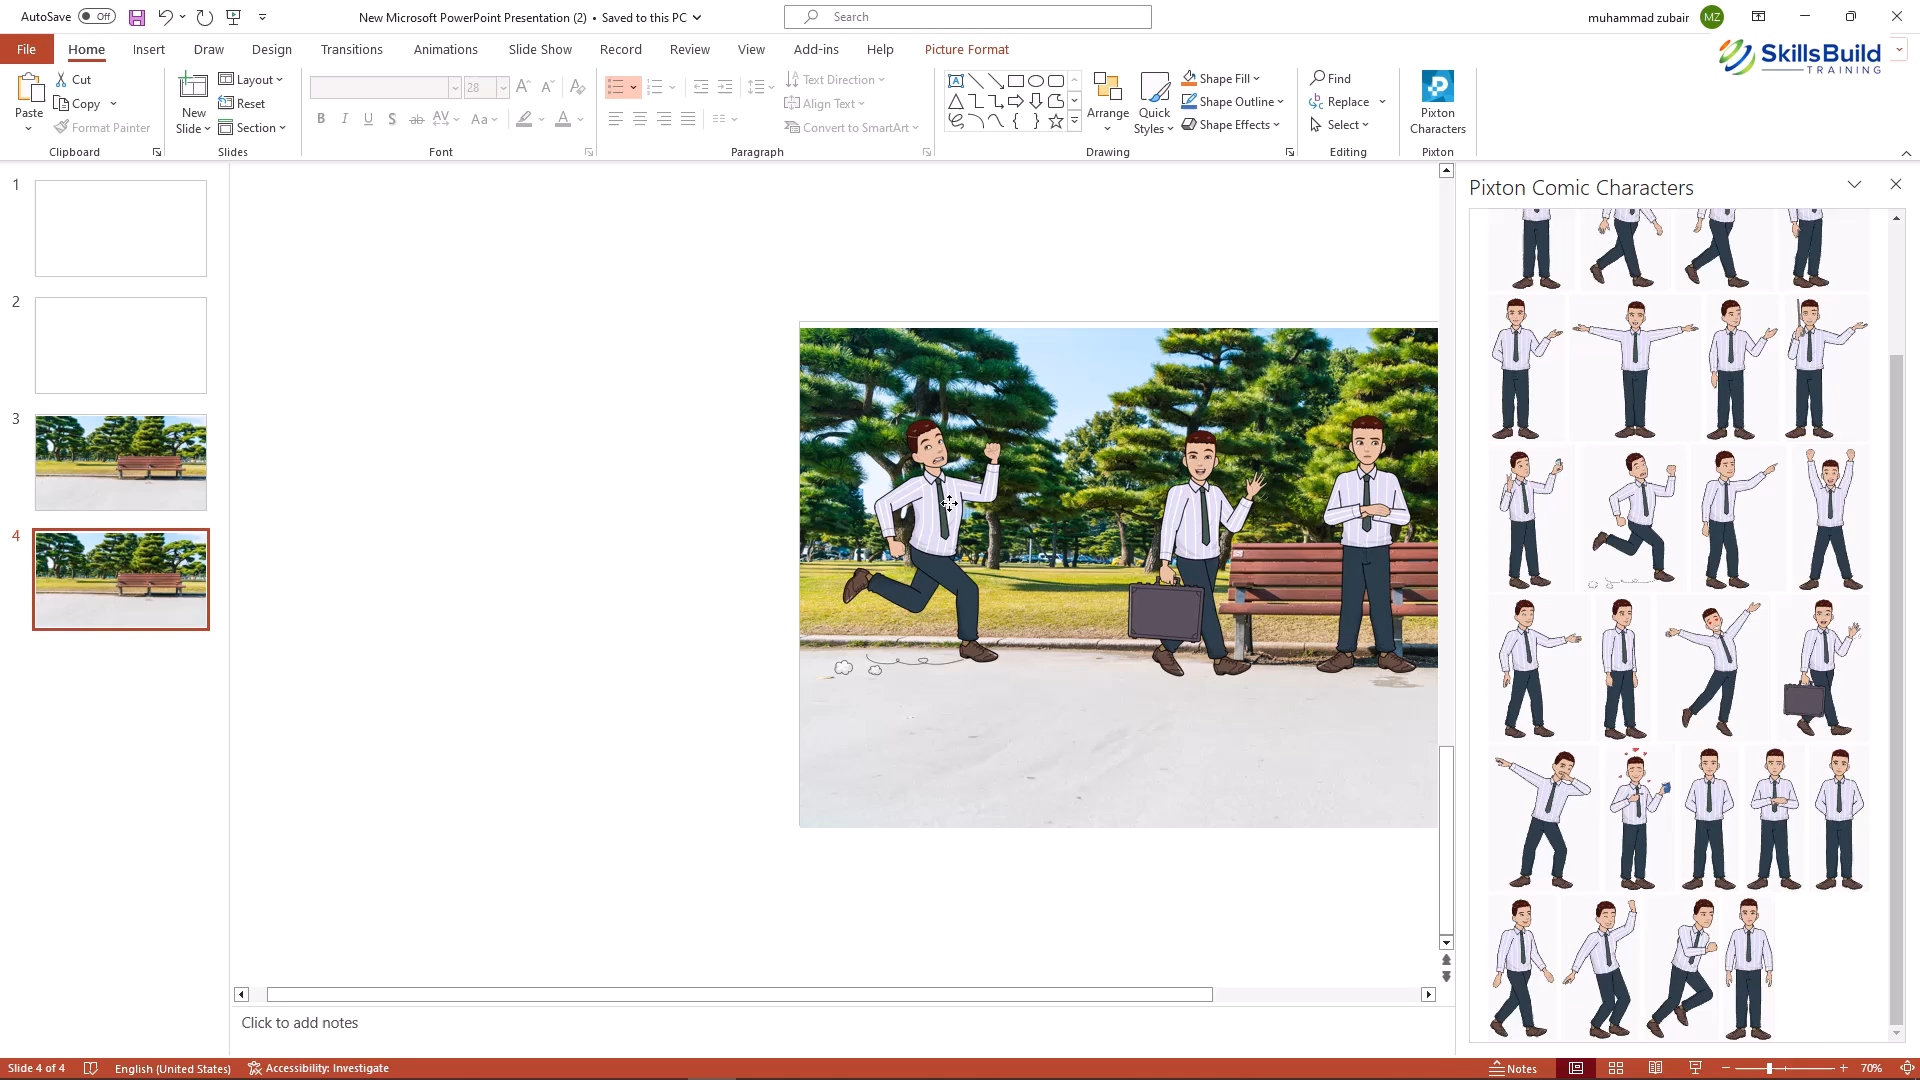 AutoSave Off New Microsoft PowerPoint Presentation (2) • Saved to this PC Search muhammad zubair MZ
File Home Insert Draw Design Transitions Animations Slide Show Record Review View Add-ins Help Picture Format
SkillsBuild
TRAINING
Paste Cut Copy Format Painter
Clipboard
New Slide Layout Reset Section
Slides
28
B I U S ab AV Aa A
Font
Text Direction
Align Text
Convert to SmartArt
Paragraph
Arrange Quick Styles
Shape Fill
Shape Outline
Shape Effects
Drawing
Find
Replace
Select
Editing
Pixton Characters
Pixton
1
2
3
4
Pixton Comic Characters
Click to add notes
Slide 4 of 4 English (United States) Accessibility: Investigate Notes 70%